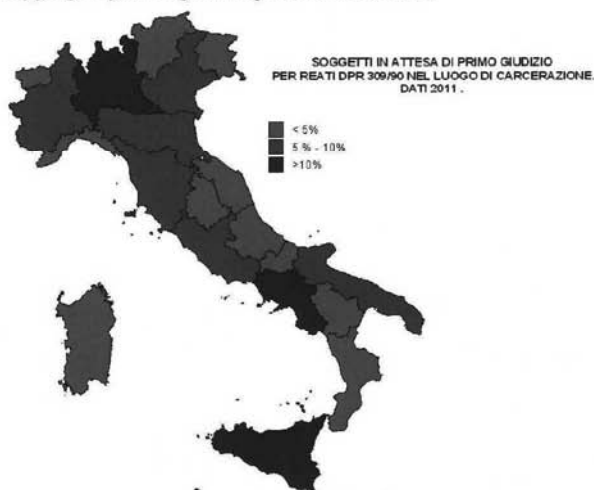 SOGGETTI IN ATTESA DI PRIMO GIUDIZIO
PER REATI DPR 309/90 NEL LUOGO DI CARCERAZIONE.
DATI 2011 .
< 5%
5 % - 10%
>10%